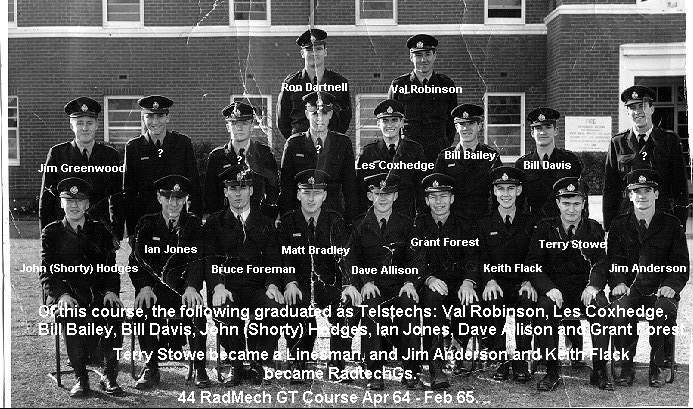 Ron Dartnell
Val Robinson
Jim Greenwood
?
?
?
Les Coxhedge
Bill Bailey
Bill Davis
?
John (Shorty) Hodges
Ian Jones
Bruce Foreman
Matt Bradley
Dave Allison
Grant Forest
Keith Flack
Terry Stowe
Jim Anderson
Of this course, the following graduated as Telstechs: Val Robinson, Les Coxhedge,
Bill Bailey, Bill Davis, John (Shorty) Hodges, Ian Jones, Dave Allison and Grant Forest.
Terry Stowe became a Linesman, and Jim Anderson and Keith Flack
became RadtechGs.
44 RadMech GT Course Apr 64 - Feb 65.